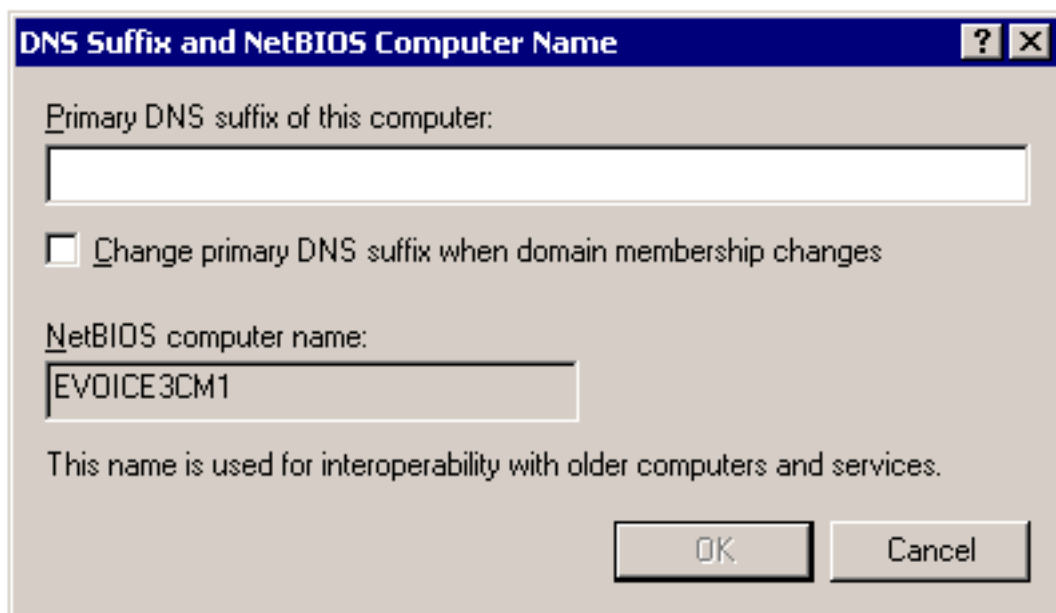 DNS Suffix and NetBIOS Computer Name
Primary DNS suffix of this computer:
Change primary DNS suffix when domain membership changes
NetBIOS computer name:
EVOICE3CM1
This name is used for interoperability with older computers and services.
OK Cancel